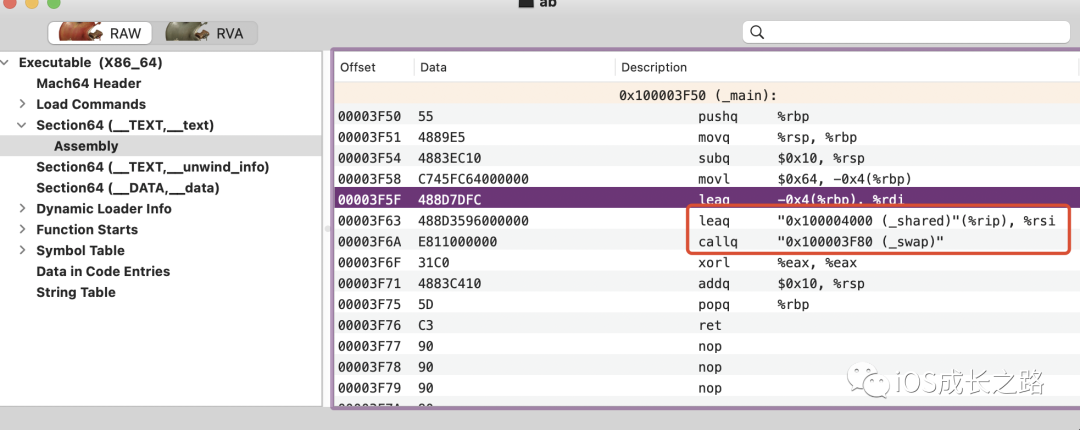 ab
RAW RVA
Executable (X86_64)
Mach64 Header
Load Commands
Section64 (__TEXT,__text)
Assembly
Section64 (__TEXT,__unwind_info)
Section64 (__DATA,__data)
Dynamic Loader Info
Function Starts
Symbol Table
Data in Code Entries
String Table
Offset Data Description
0x100003F50 (_main):
00003F50 55 pushq %rbp
00003F51 4889E5 movq %rsp, %rbp
00003F54 4883EC10 subq $0x10, %rsp
00003F58 C745FC64000000 movl $0x64, -0x4(%rbp)
00003F5F 488D7DFC leaq -0x4(%rbp), %rdi
00003F63 488D3596000000 leaq "0x100004000 (_shared)"(%rip), %rsi
00003F6A E811000000 callq "0x100003F80 (_swap)"
00003F6F 31C0 xorl %eax, %eax
00003F71 4883C410 addq $0x10, %rsp
00003F75 5D popq %rbp
00003F76 C3 ret
00003F77 90 nop
00003F78 90 nop
00003F79 90 nop
iOS成长之路